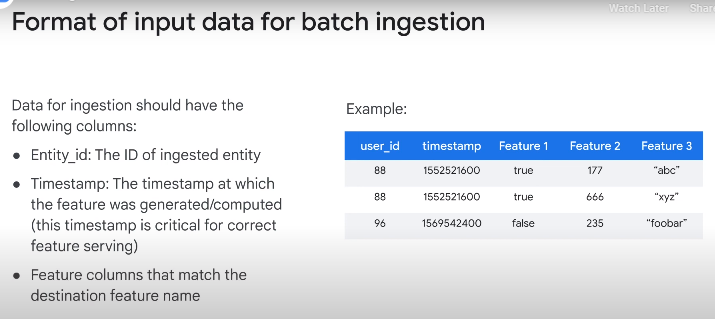 Watch Later
Shar
Format of input data for batch ingestion
Data for ingestion should have the
following columns:
• Entity_id: The ID of ingested entity
• Timestamp: The timestamp at which
the feature was generated/computed
(this timestamp is critical for correct
feature serving)
• Feature columns that match the
destination feature name
Example:
user_id timestamp Feature 1 Feature 2 Feature 3
88 1552521600 true 177 “abc”
88 1552521600 true 666 “xyz”
96 1569542400 false 235 “foobar”